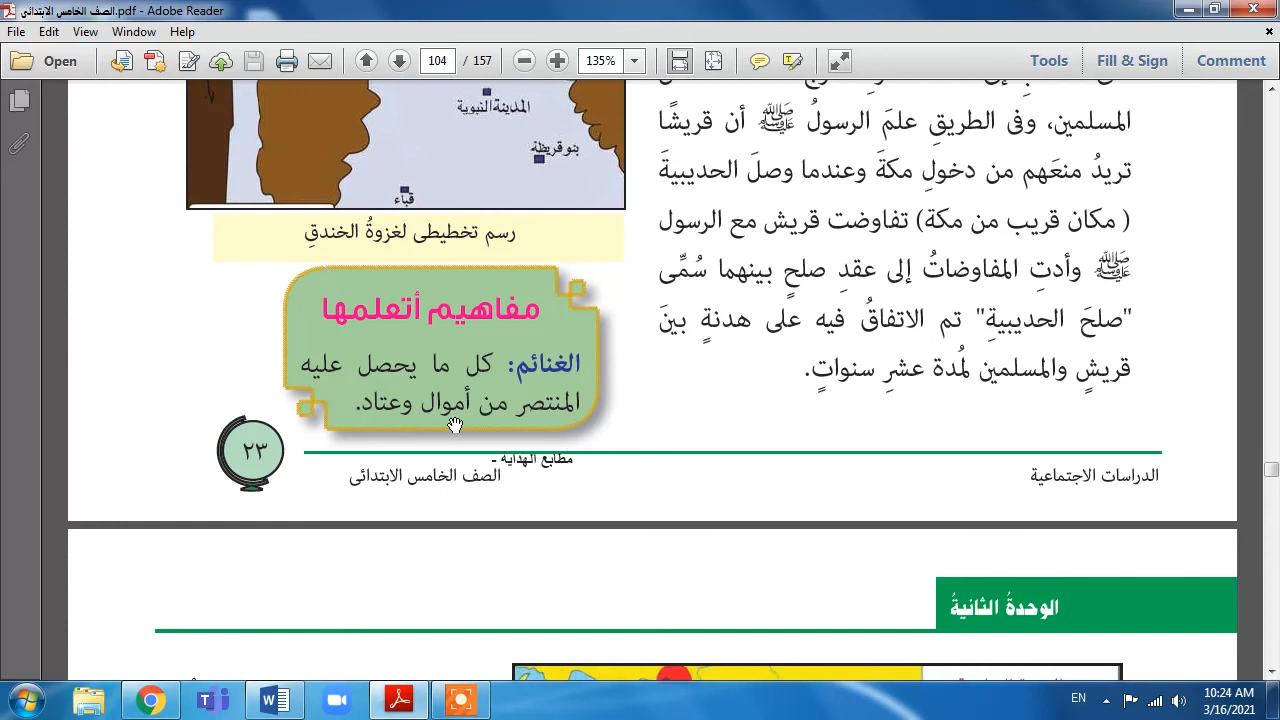 الصف الخامس الابتدائى.pdf - Adobe Reader
File Edit View Window Help
Open 104 / 157 135% Tools Fill & Sign Comment
المسلمين، وفى الطريقِ علمَ الرسولُ ﷺ أن قريشًا
تريدُ منعَهم من دخولِ مكةَ وعندما وصلَ الحديبيةَ
( مكان قريب من مكة) تفاوضت قريش مع الرسول
ﷺ وأدتِ المفاوضاتُ إلى عقدِ صلحٍ بينهما سُمِّى
"صلحَ الحديبيةِ" تم الاتفاقُ فيه على هدنةٍ بينَ
قريشٍ والمسلمين لمُدة عشرِ سنواتٍ.
المدينة النبوية
بنو قريظة
قباء
رسم تخطيطى لغزوةُ الخندقِ
مفاهيم أتعلمها
الغنائم: كل ما يحصل عليه
المنتصر من أموال وعتاد.
٢٣
مطابع الهداية -
الدراسات الاجتماعية
الصف الخامس الابتدائى
الوحدةُ الثانيةُ
EN
10:24 AM
3/16/2021